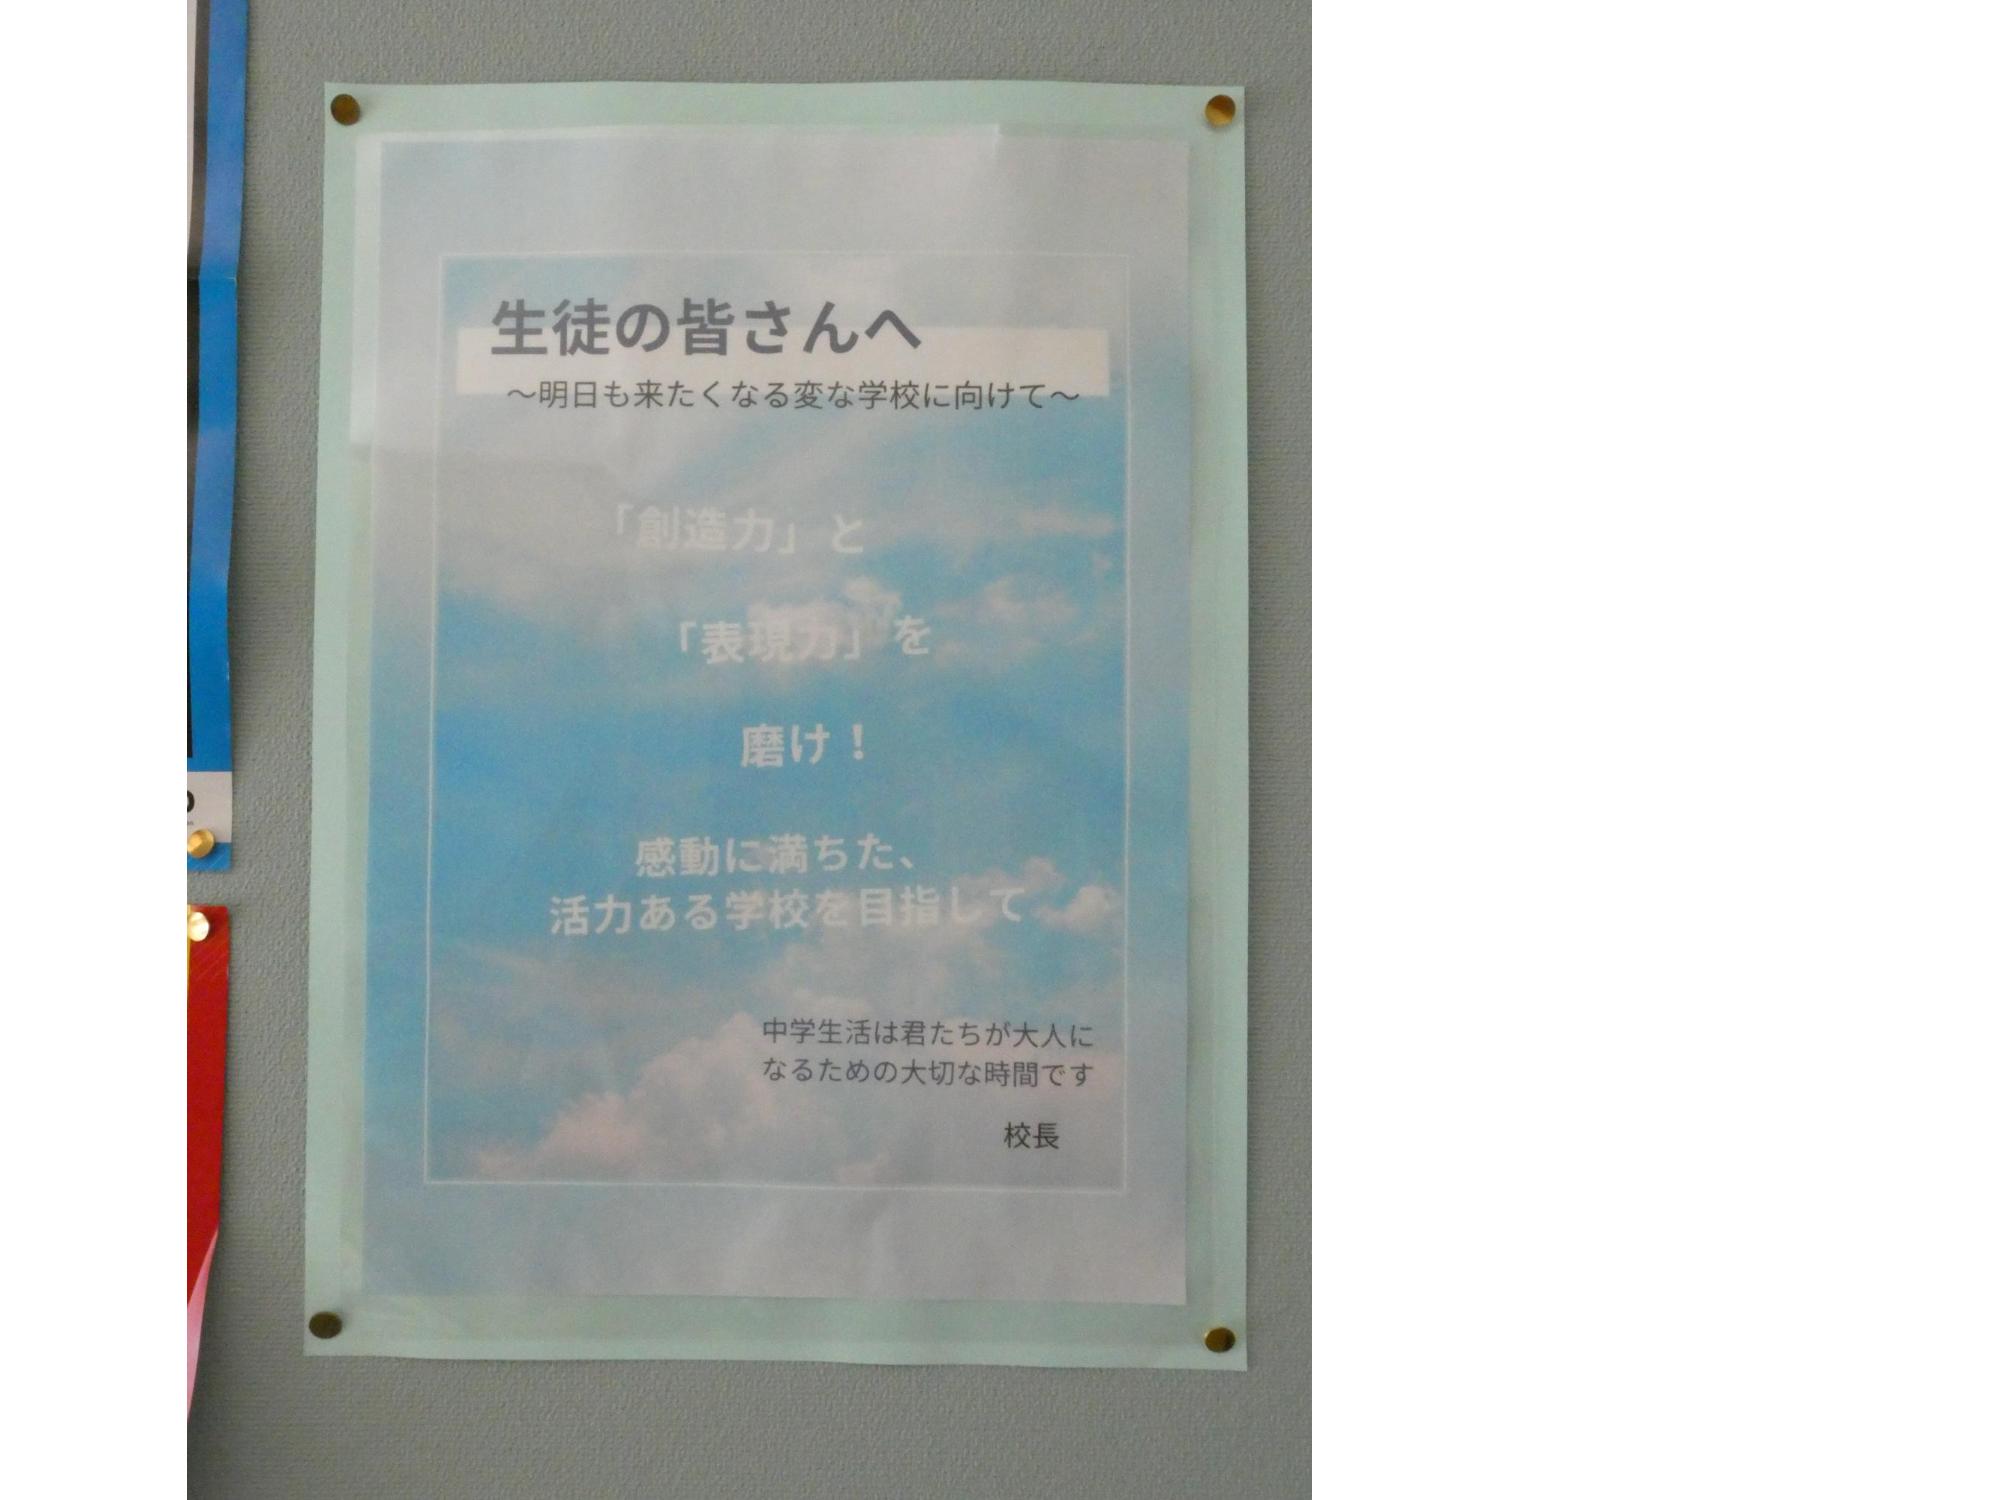 生徒の皆さんへ
～明日も来たくなる変な学校に向けて～
「創造力」と
「表現力」を
磨け！
感動に満ちた、
活力ある学校を目指して
中学生活は君たちが大人に
なるための大切な時間です
校長